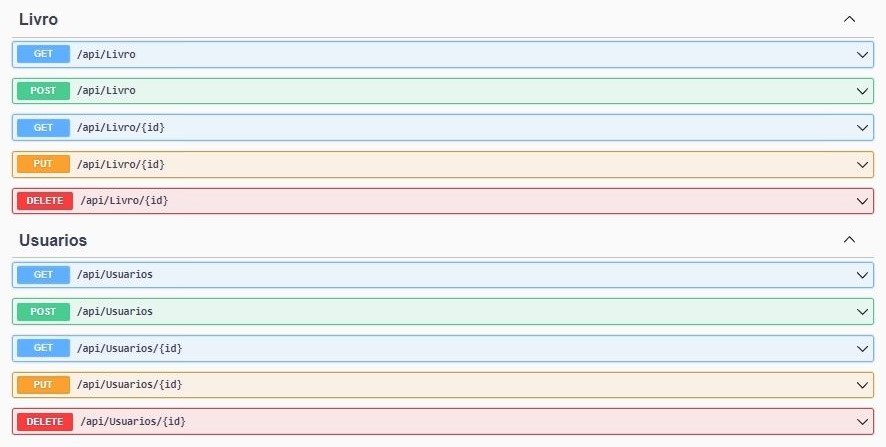 Livro
GET /api/Livro
POST /api/Livro
GET /api/Livro/{id}
PUT /api/Livro/{id}
DELETE /api/Livro/{id}
Usuarios
GET /api/Usuarios
POST /api/Usuarios
GET /api/Usuarios/{id}
PUT /api/Usuarios/{id}
DELETE /api/Usuarios/{id}